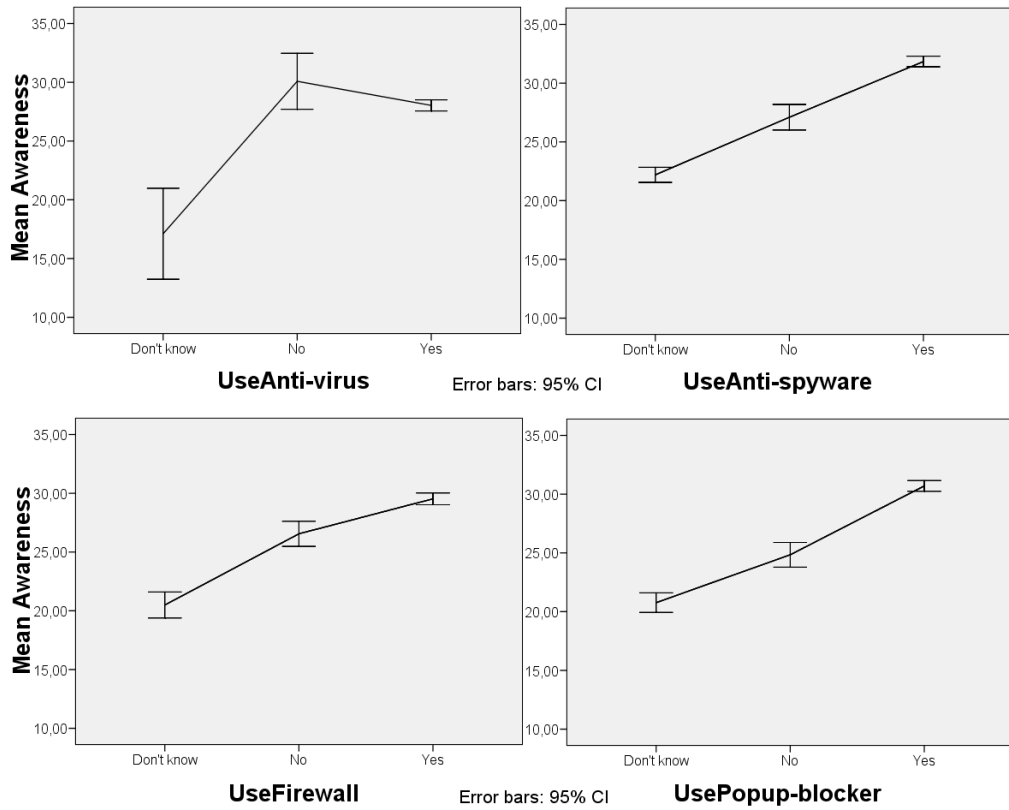 35,00
30,00
25,00
20,00
15,00
10,00
Mean Awareness
Don't know No Yes
UseAnti-virus
35,00
30,00
25,00
20,00
15,00
10,00
Don't know No Yes
UseAnti-spyware
Error bars: 95% CI
35,00
30,00
25,00
20,00
15,00
10,00
Mean Awareness
Don't know No Yes
UseFirewall
35,00
30,00
25,00
20,00
15,00
10,00
Don't know No Yes
UsePopup-blocker
Error bars: 95% CI